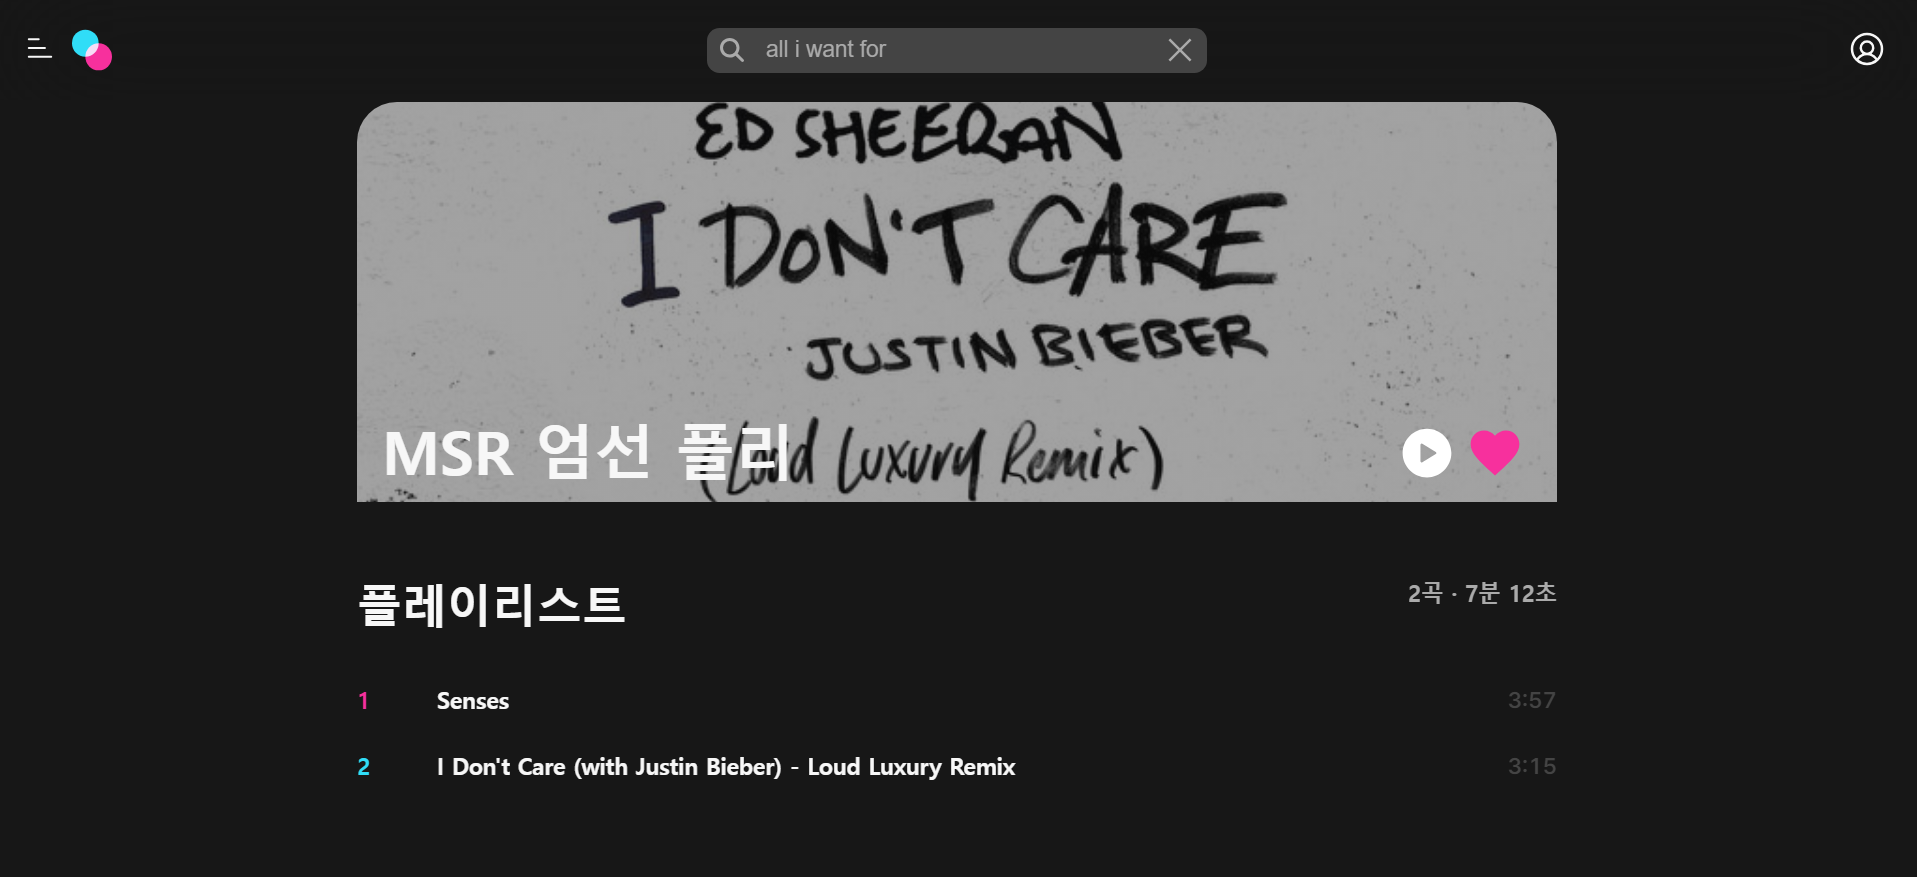 all i want for
ED SHEERAN
I DON'T CARE
JUSTIN BIEBER
(Loud Luxury Remix)
MSR 엄선 플리
플레이리스트
2곡 · 7분 12초
1 Senses 3:57
2 I Don't Care (with Justin Bieber) - Loud Luxury Remix 3:15